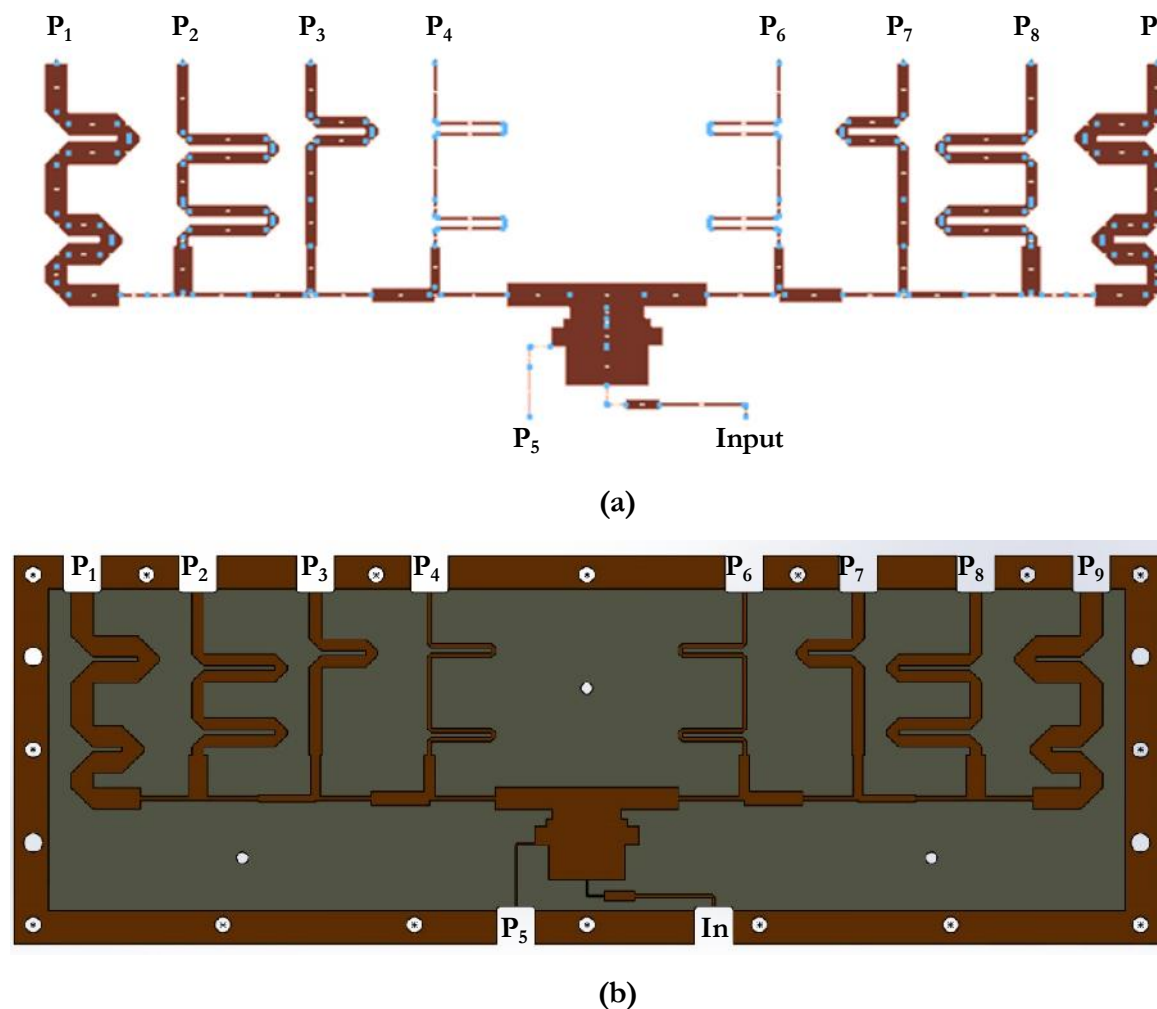 P₁ P₂ P₃ P₄ P₆ P₇ P₈ P
P₅ Input
(a)
P₁ P₂ P₃ P₄ P₆ P₇ P₈ P₉
P₅ In
(b)